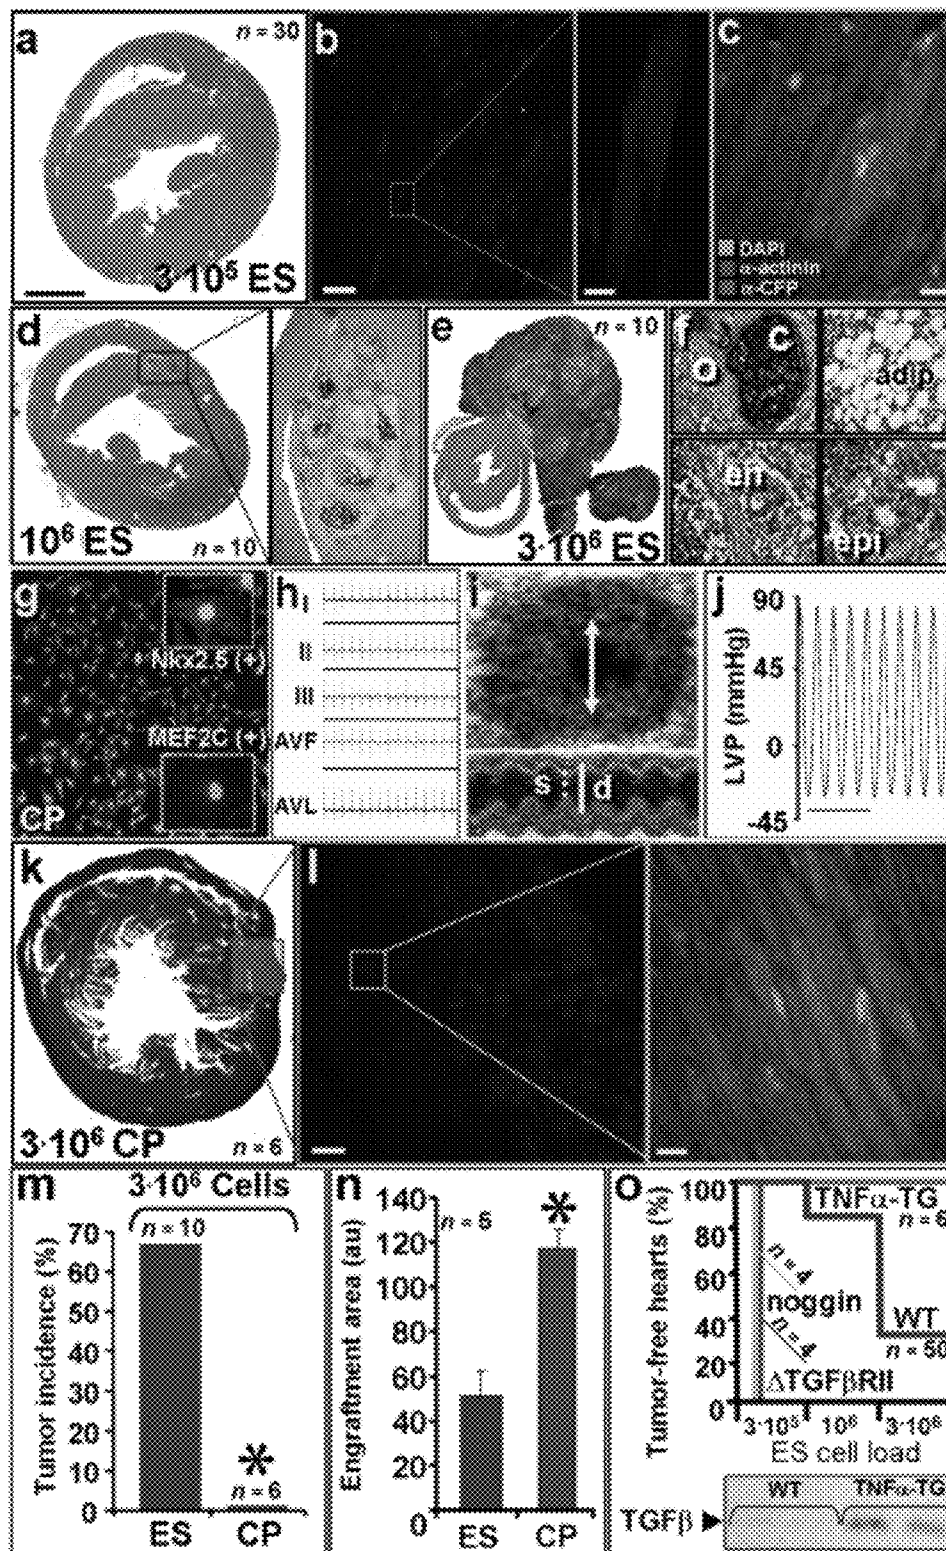 a
n = 30
3·10⁵ ES
b
c
DAPI
α-actinin
α-CFP
d
10⁶ ES
n = 10
e
n = 10
3·10⁶ ES
f
o
c
adip
en
epi
g
Nkx2.5 (+)
MEF2C (+)
CP
h
I
II
III
AVF
AVL
i
s
d
j
LVP (mmHg)
90
45
0
-45
k
3·10⁶ CP
n = 6
l
m
3·10⁶ Cells
n = 10
Tumor incidence (%)
70
60
50
40
30
20
10
0
*
n = 6
ES
CP
n
n = 5
Engraftment area (au)
140
120
100
80
60
40
20
0
*
ES
CP
o
Tumor-free hearts (%)
100
80
60
40
20
0
TNFα-TG
n = 6
n = 4
noggin
n = 4
ΔTGFβRII
WT
n = 50
3·10⁵
10⁶
3·10⁶
ES cell load
WT
TNFα-TG
TGFβ ►